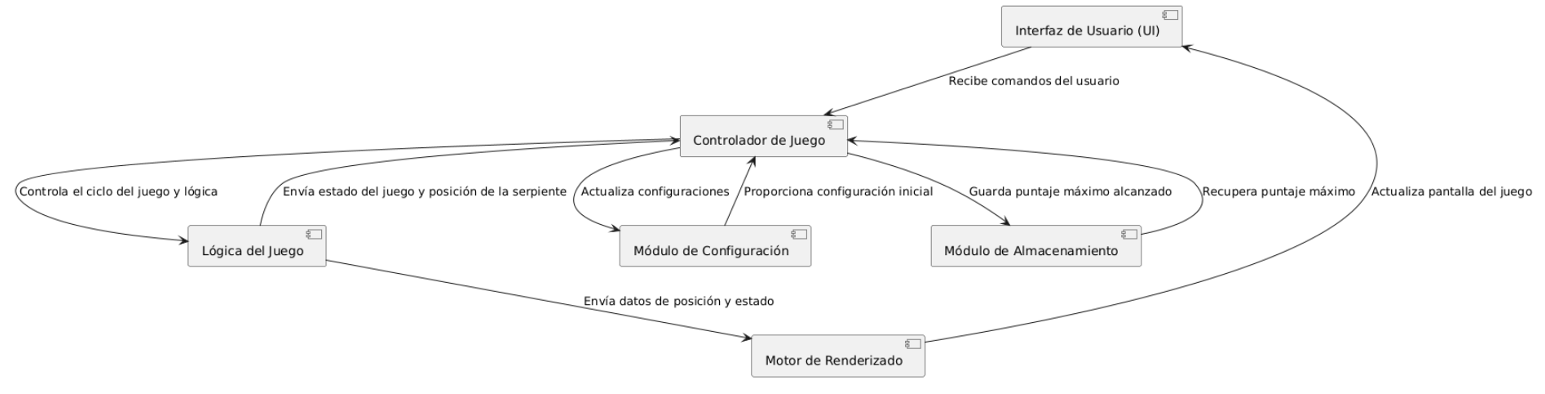 Interfaz de Usuario (UI)
Recibe comandos del usuario
Controlador de Juego
Controla el ciclo del juego y lógica
Envía estado del juego y posición de la serpiente
Actualiza configuraciones
Proporciona configuración inicial
Guarda puntaje máximo alcanzado
Recupera puntaje máximo
Actualiza pantalla del juego
Lógica del Juego
Módulo de Configuración
Módulo de Almacenamiento
Envía datos de posición y estado
Motor de Renderizado